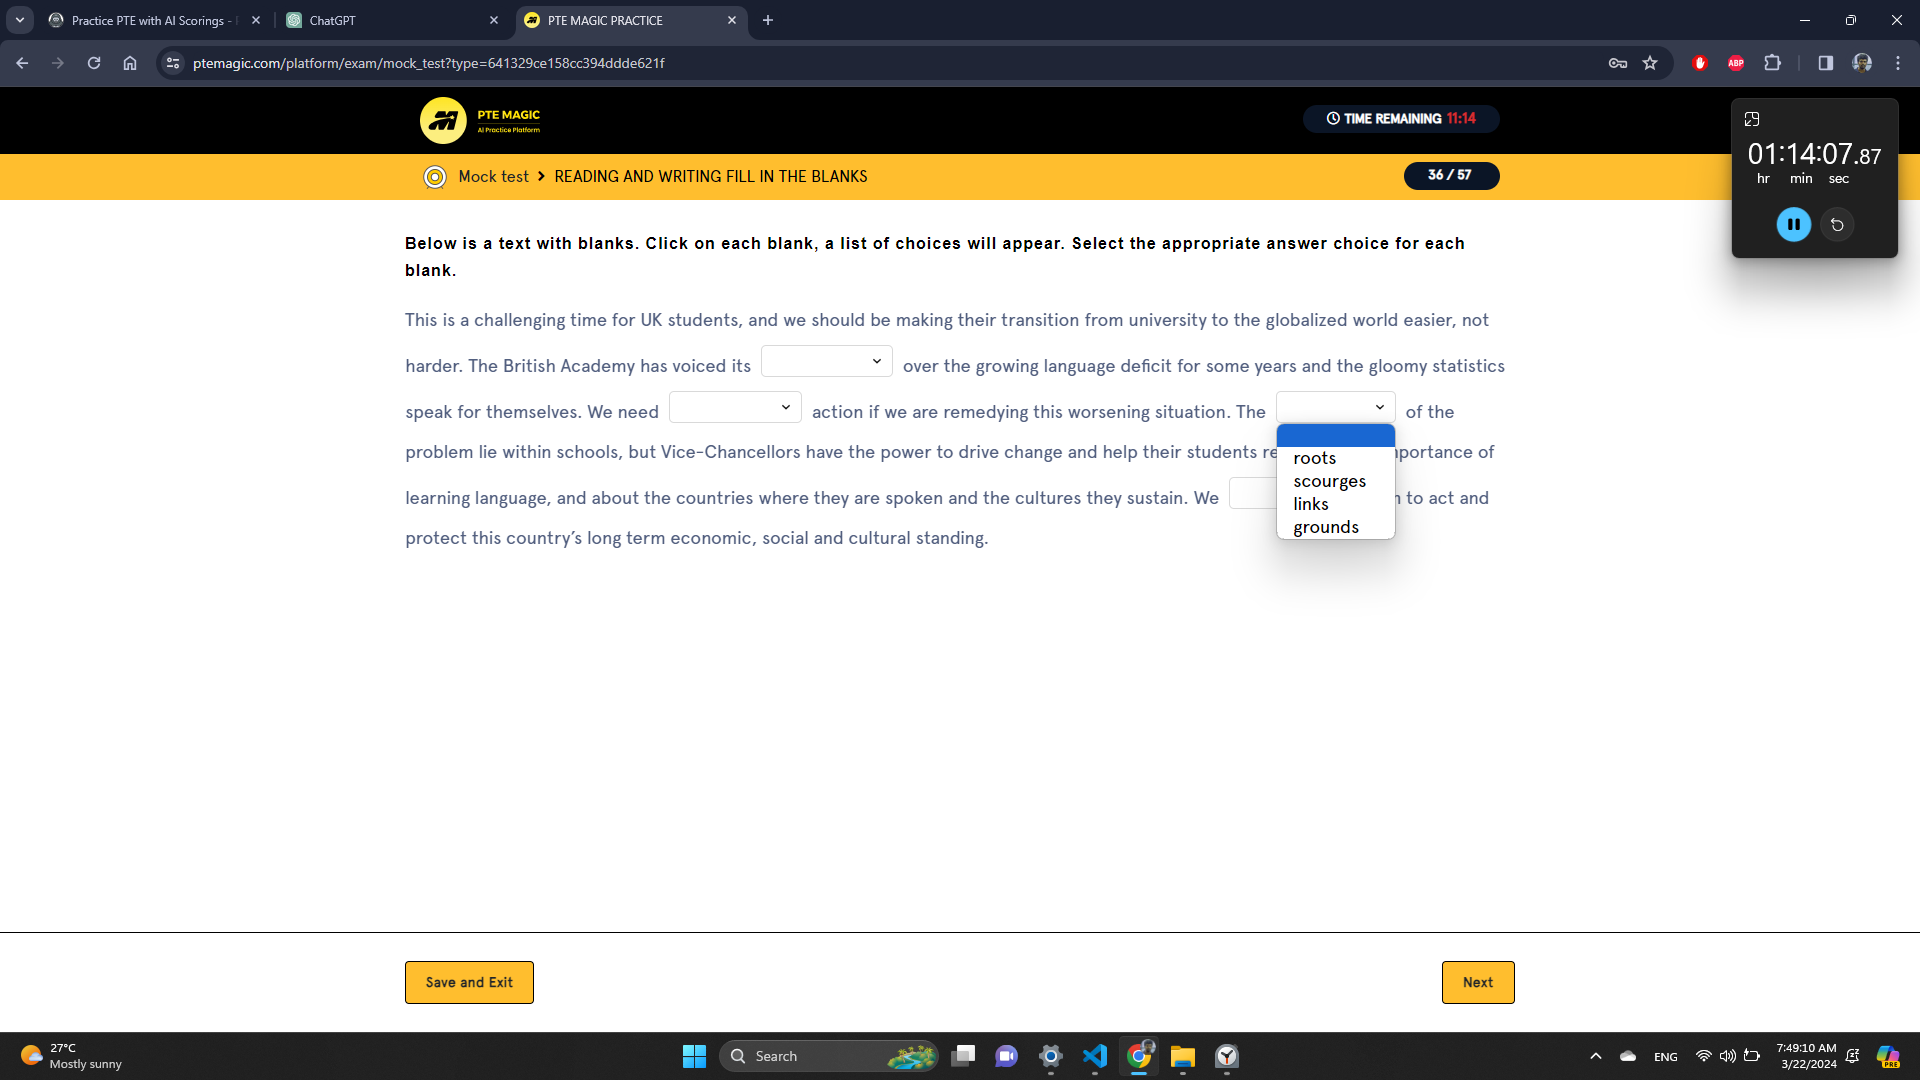 Practice PTE with AI Scorings -
ChatGPT
PTE MAGIC PRACTICE
ptemagic.com/platform/exam/mock_test?type=641329ce158cc394ddde621f
ABP
PTE MAGIC
AI Practice Platform
TIME REMAINING 11:14
01:14:07.87
hr min sec
Mock test > READING AND WRITING FILL IN THE BLANKS
36 / 57
Below is a text with blanks. Click on each blank, a list of choices will appear. Select the appropriate answer choice for each
blank.
This is a challenging time for UK students, and we should be making their transition from university to the globalized world easier, not
harder. The British Academy has voiced its over the growing language deficit for some years and the gloomy statistics
speak for themselves. We need action if we are remedying this worsening situation. The of the
problem lie within schools, but Vice-Chancellors have the power to drive change and help their students
learning language, and about the countries where they are spoken and the cultures they sustain. We to act and
protect this country's long term economic, social and cultural standing.
roots
scourges
links
grounds
Save and Exit
Next
27°C
Mostly sunny
Search
ENG
7:49:10 AM
3/22/2024
PRE